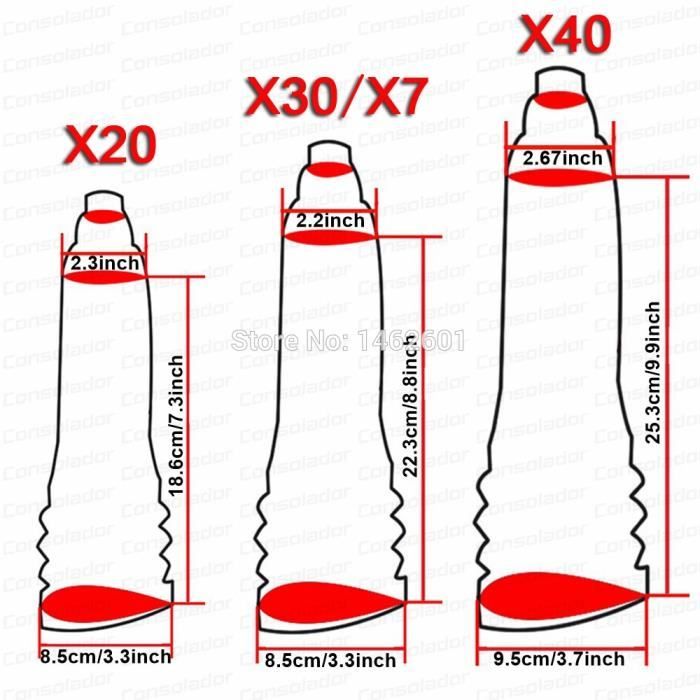 X20
X30/X7
X40
2.3inch
2.2inch
2.67inch
18.6cm/7.3inch
22.3cm/8.8inch
25.3cm/9.9inch
8.5cm/3.3inch
8.5cm/3.3inch
9.5cm/3.7inch
Store No: 1462601
Consolador